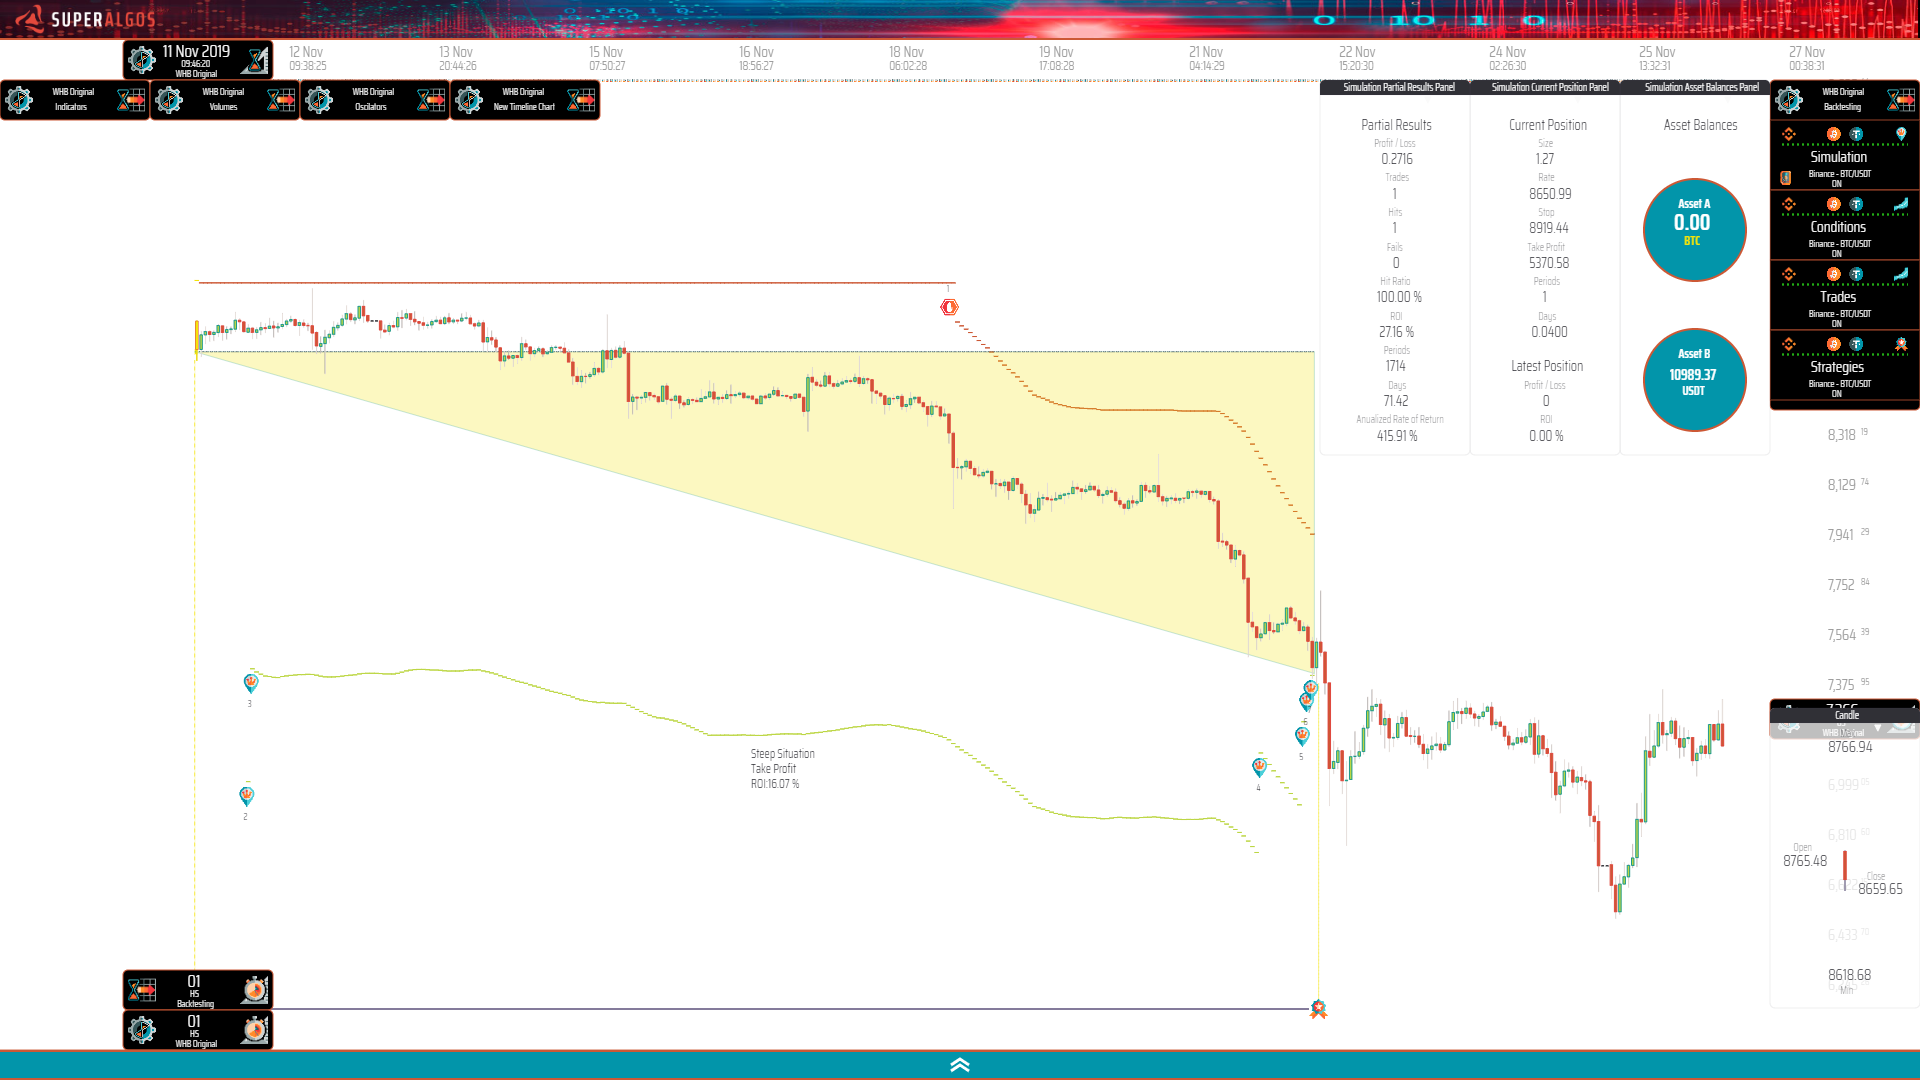 SUPERALGOS
0 10 1 0
11 Nov 2019
09:46:20
WHB Original
12 Nov
09:38:25
13 Nov
20:44:26
15 Nov
07:50:27
16 Nov
18:56:27
18 Nov
06:02:28
19 Nov
17:08:28
21 Nov
04:14:29
22 Nov
15:20:30
24 Nov
02:26:30
25 Nov
13:32:31
27 Nov
00:38:31
WHB Original
Indicators
WHB Original
Volumes
WHB Original
Oscilators
WHB Original
New Timeline Chart
Simulation Partial Results Panel
Partial Results
Profit / Loss
0.2716
Trades
1
Hits
1
Fails
0
Hit Ratio
100.00 %
ROI
27.16 %
Periods
1714
Days
71.42
Anualized Rate of Return
415.91 %
Simulation Current Position Panel
Current Position
Size
1.27
Rate
8650.99
Stop
8919.44
Take Profit
5370.58
Periods
1
Days
0.0400
Latest Position
Profit / Loss
0
ROI
0.00 %
Simulation Asset Balances Panel
Asset Balances
Asset A
0.00
BTC
Asset B
10989.37
USDT
WHB Original
Backtesting
Simulation
Binance - BTC/USDT
ON
Conditions
Binance - BTC/USDT
ON
Trades
Binance - BTC/USDT
ON
Strategies
Binance - BTC/USDT
ON
8,318 19
8,129 74
7,941 29
7,752 84
7,564 39
7,375 95
Candle
8766.94
6,999 05
6,810 60
Open
8765.48
Close
8659.65
6,433 70
8618.68
Min
1
3
2
Steep Situation
Take Profit
ROI:16.07 %
6
5
4
01
HS
Backtesting
01
HS
WHB Original